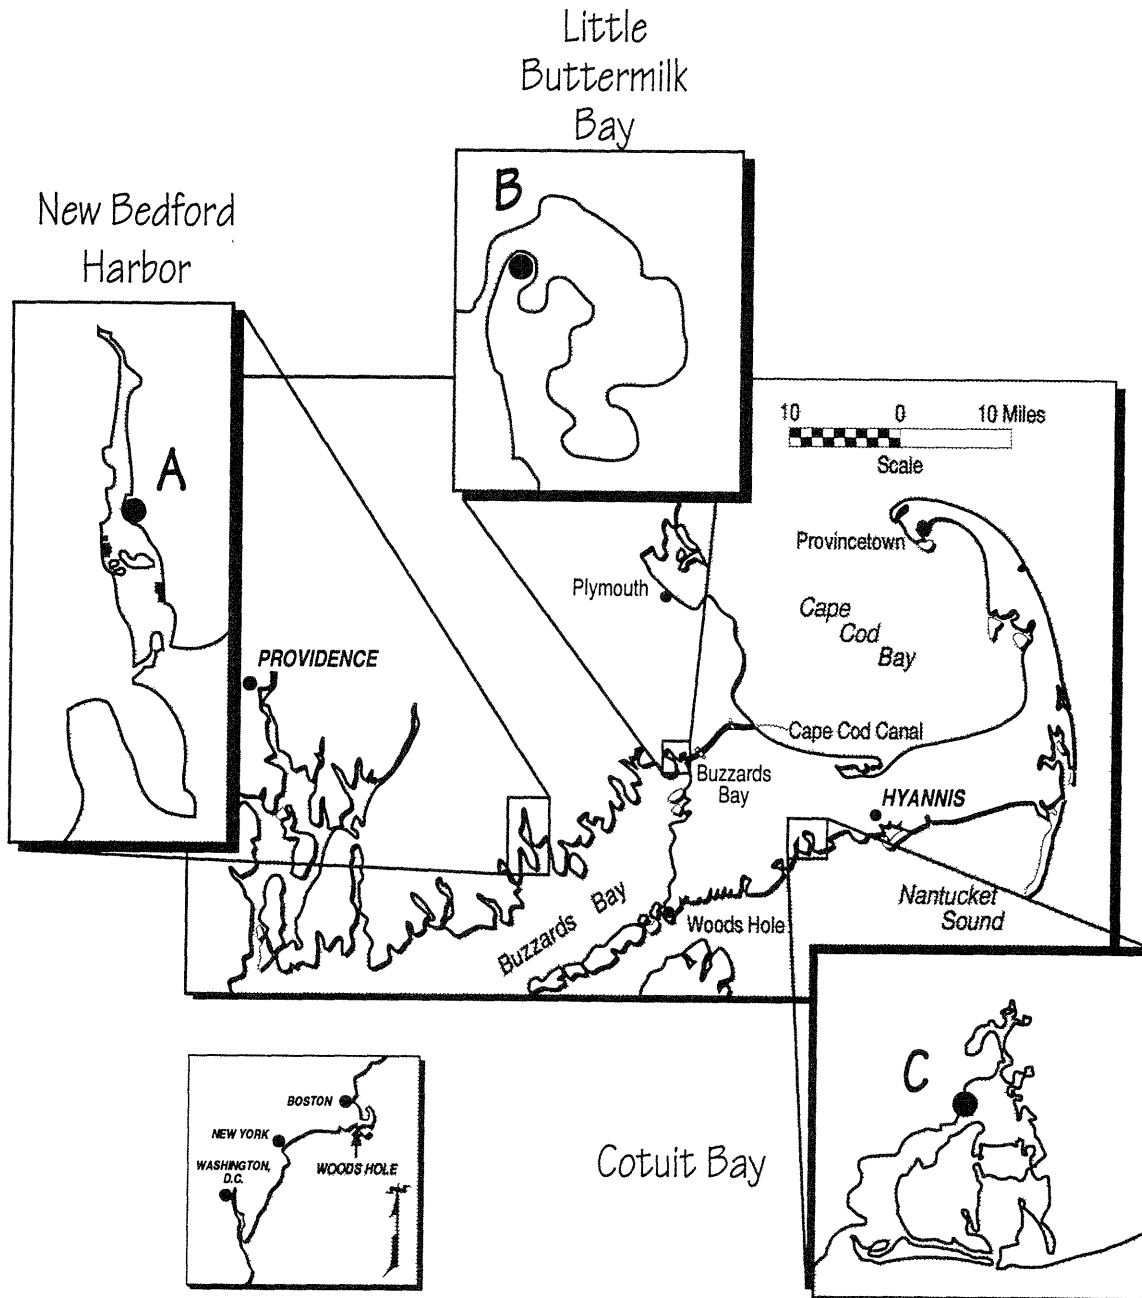 Little
Buttermilk
Bay
New Bedford
Harbor
B
A
10 0 10 Miles
Scale
Provincetown
Plymouth
Cape
Cod
Bay
PROVIDENCE
Cape Cod Canal
Buzzards
Bay
HYANNIS
Buzzards Bay
Woods Hole
Nantucket
Sound
C
BOSTON
NEW YORK
WASHINGTON,
D.C.
WOODS HOLE
Cotuit Bay